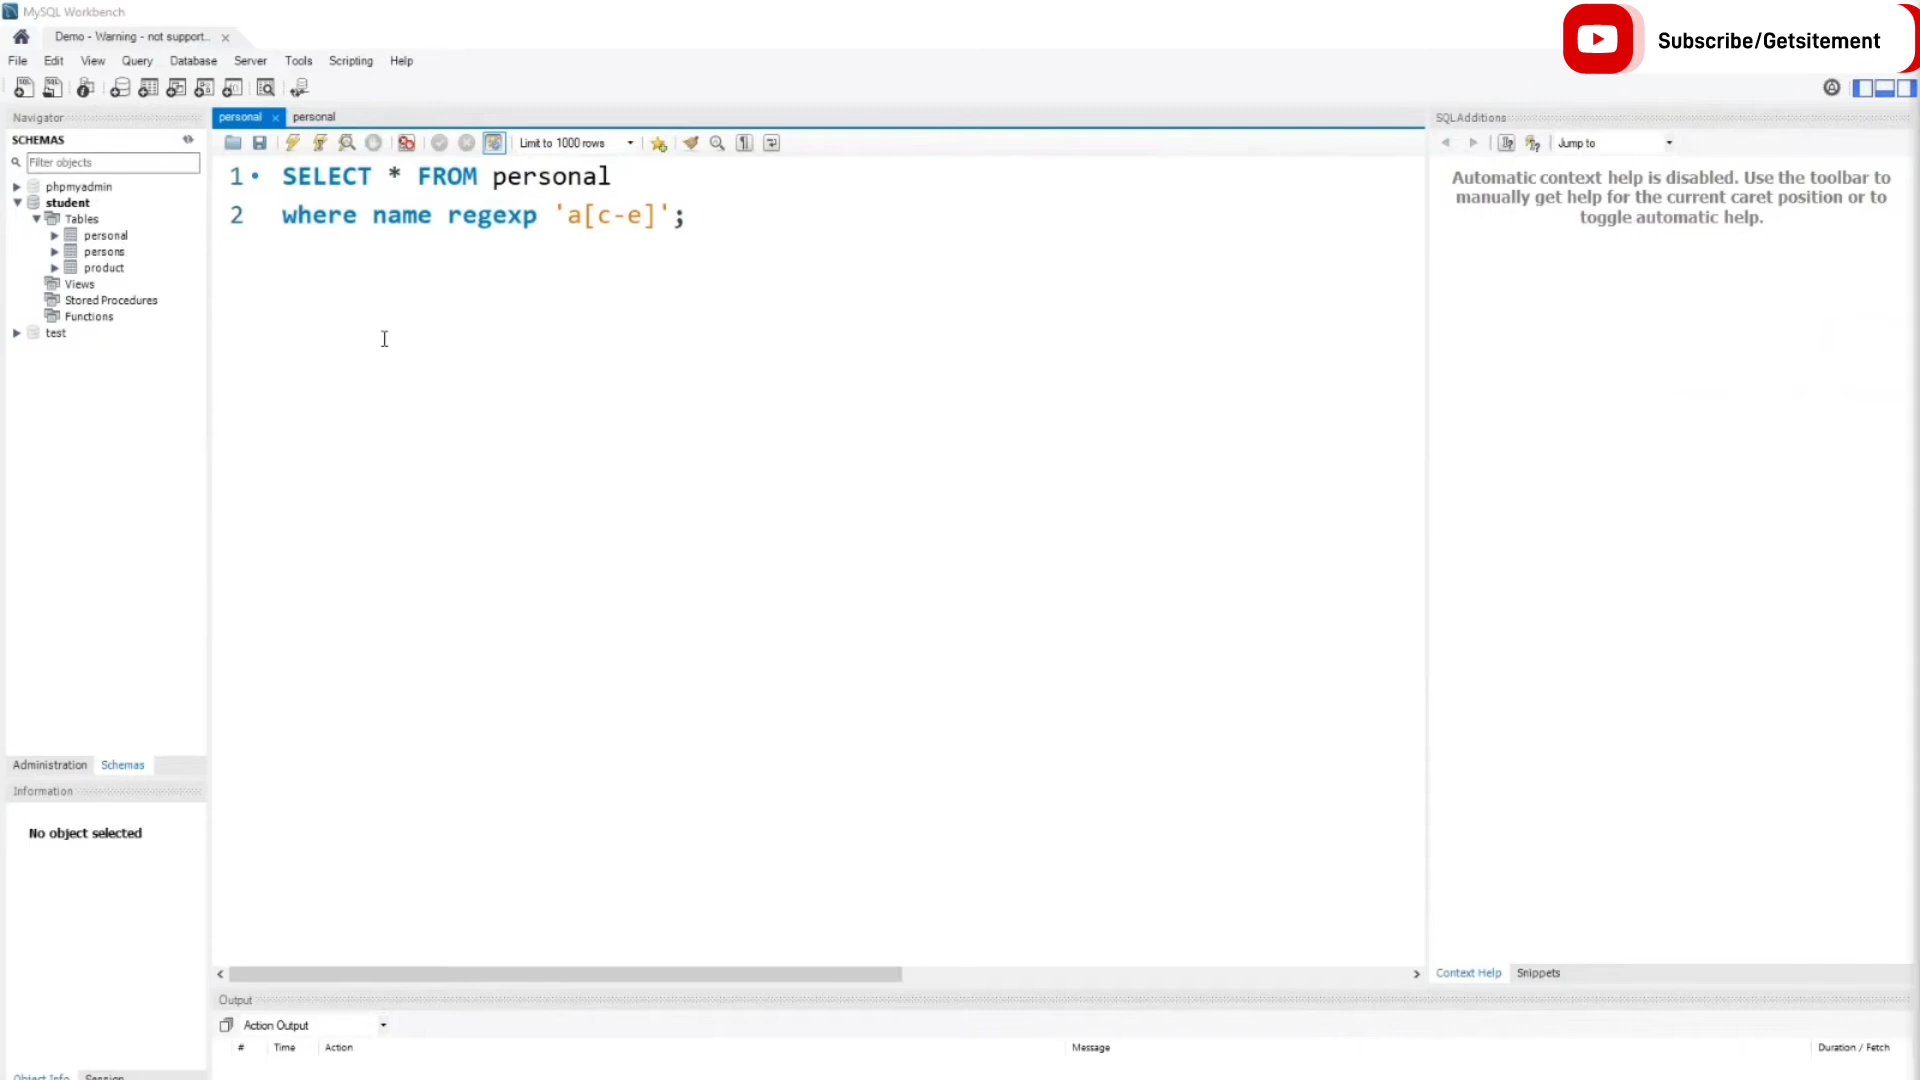 MySQL Workbench
Demo - Warning - not support..
File Edit View Query Database Server Tools Scripting Help
Subscribe/Getsitement
Navigator
SCHEMAS
Filter objects
phpmyadmin
student
Tables
personal
persons
product
Views
Stored Procedures
Functions
test
Administration Schemas
Information
No object selected
Object Info Session
personal personal
Limit to 1000 rows
1 SELECT * FROM personal
2 where name regexp 'a[c-e]';
SQLAdditions
Jump to
Automatic context help is disabled. Use the toolbar to
manually get help for the current caret position or to
toggle automatic help.
Context Help Snippets
Output
Action Output
# Time Action Message Duration / Fetch